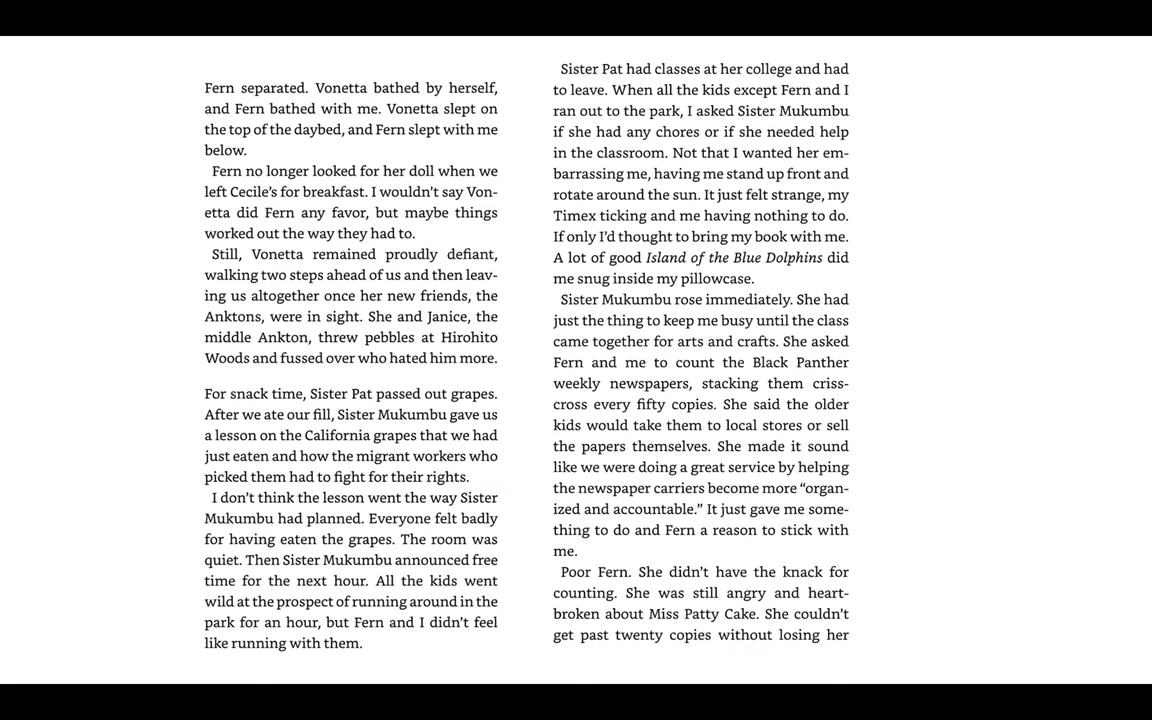 Fern separated. Vonetta bathed by herself,
and Fern bathed with me. Vonetta slept on
the top of the daybed, and Fern slept with me
below.
Fern no longer looked for her doll when we
left Cecile’s for breakfast. I wouldn’t say Von-
etta did Fern any favor, but maybe things
worked out the way they had to.
Still, Vonetta remained proudly defiant,
walking two steps ahead of us and then leav-
ing us altogether once her new friends, the
Anktons, were in sight. She and Janice, the
middle Ankton, threw pebbles at Hirohito
Woods and fussed over who hated him more.
For snack time, Sister Pat passed out grapes.
After we ate our fill, Sister Mukumbu gave us
a lesson on the California grapes that we had
just eaten and how the migrant workers who
picked them had to fight for their rights.
I don’t think the lesson went the way Sister
Mukumbu had planned. Everyone felt badly
for having eaten the grapes. The room was
quiet. Then Sister Mukumbu announced free
time for the next hour. All the kids went
wild at the prospect of running around in the
park for an hour, but Fern and I didn’t feel
like running with them.
Sister Pat had classes at her college and had
to leave. When all the kids except Fern and I
ran out to the park, I asked Sister Mukumbu
if she had any chores or if she needed help
in the classroom. Not that I wanted her em-
barrassing me, having me stand up front and
rotate around the sun. It just felt strange, my
Timex ticking and me having nothing to do.
If only I’d thought to bring my book with me.
A lot of good Island of the Blue Dolphins did
me snug inside my pillowcase.
Sister Mukumbu rose immediately. She had
just the thing to keep me busy until the class
came together for arts and crafts. She asked
Fern and me to count the Black Panther
weekly newspapers, stacking them criss-
cross every fifty copies. She said the older
kids would take them to local stores or sell
the papers themselves. She made it sound
like we were doing a great service by helping
the newspaper carriers become more “organ-
ized and accountable.” It just gave me some-
thing to do and Fern a reason to stick with
me.
Poor Fern. She didn’t have the knack for
counting. She was still angry and heart-
broken about Miss Patty Cake. She couldn’t
get past twenty copies without losing her